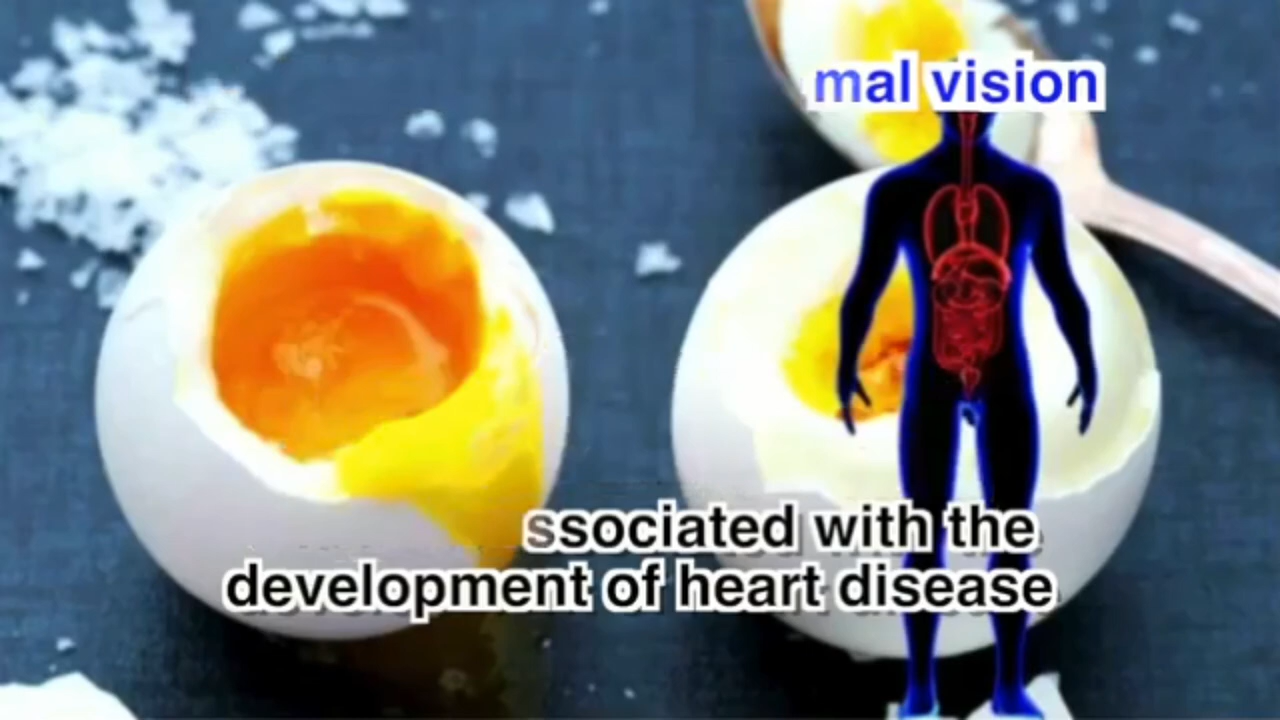 mal vision
ssociated with the
development of heart disease